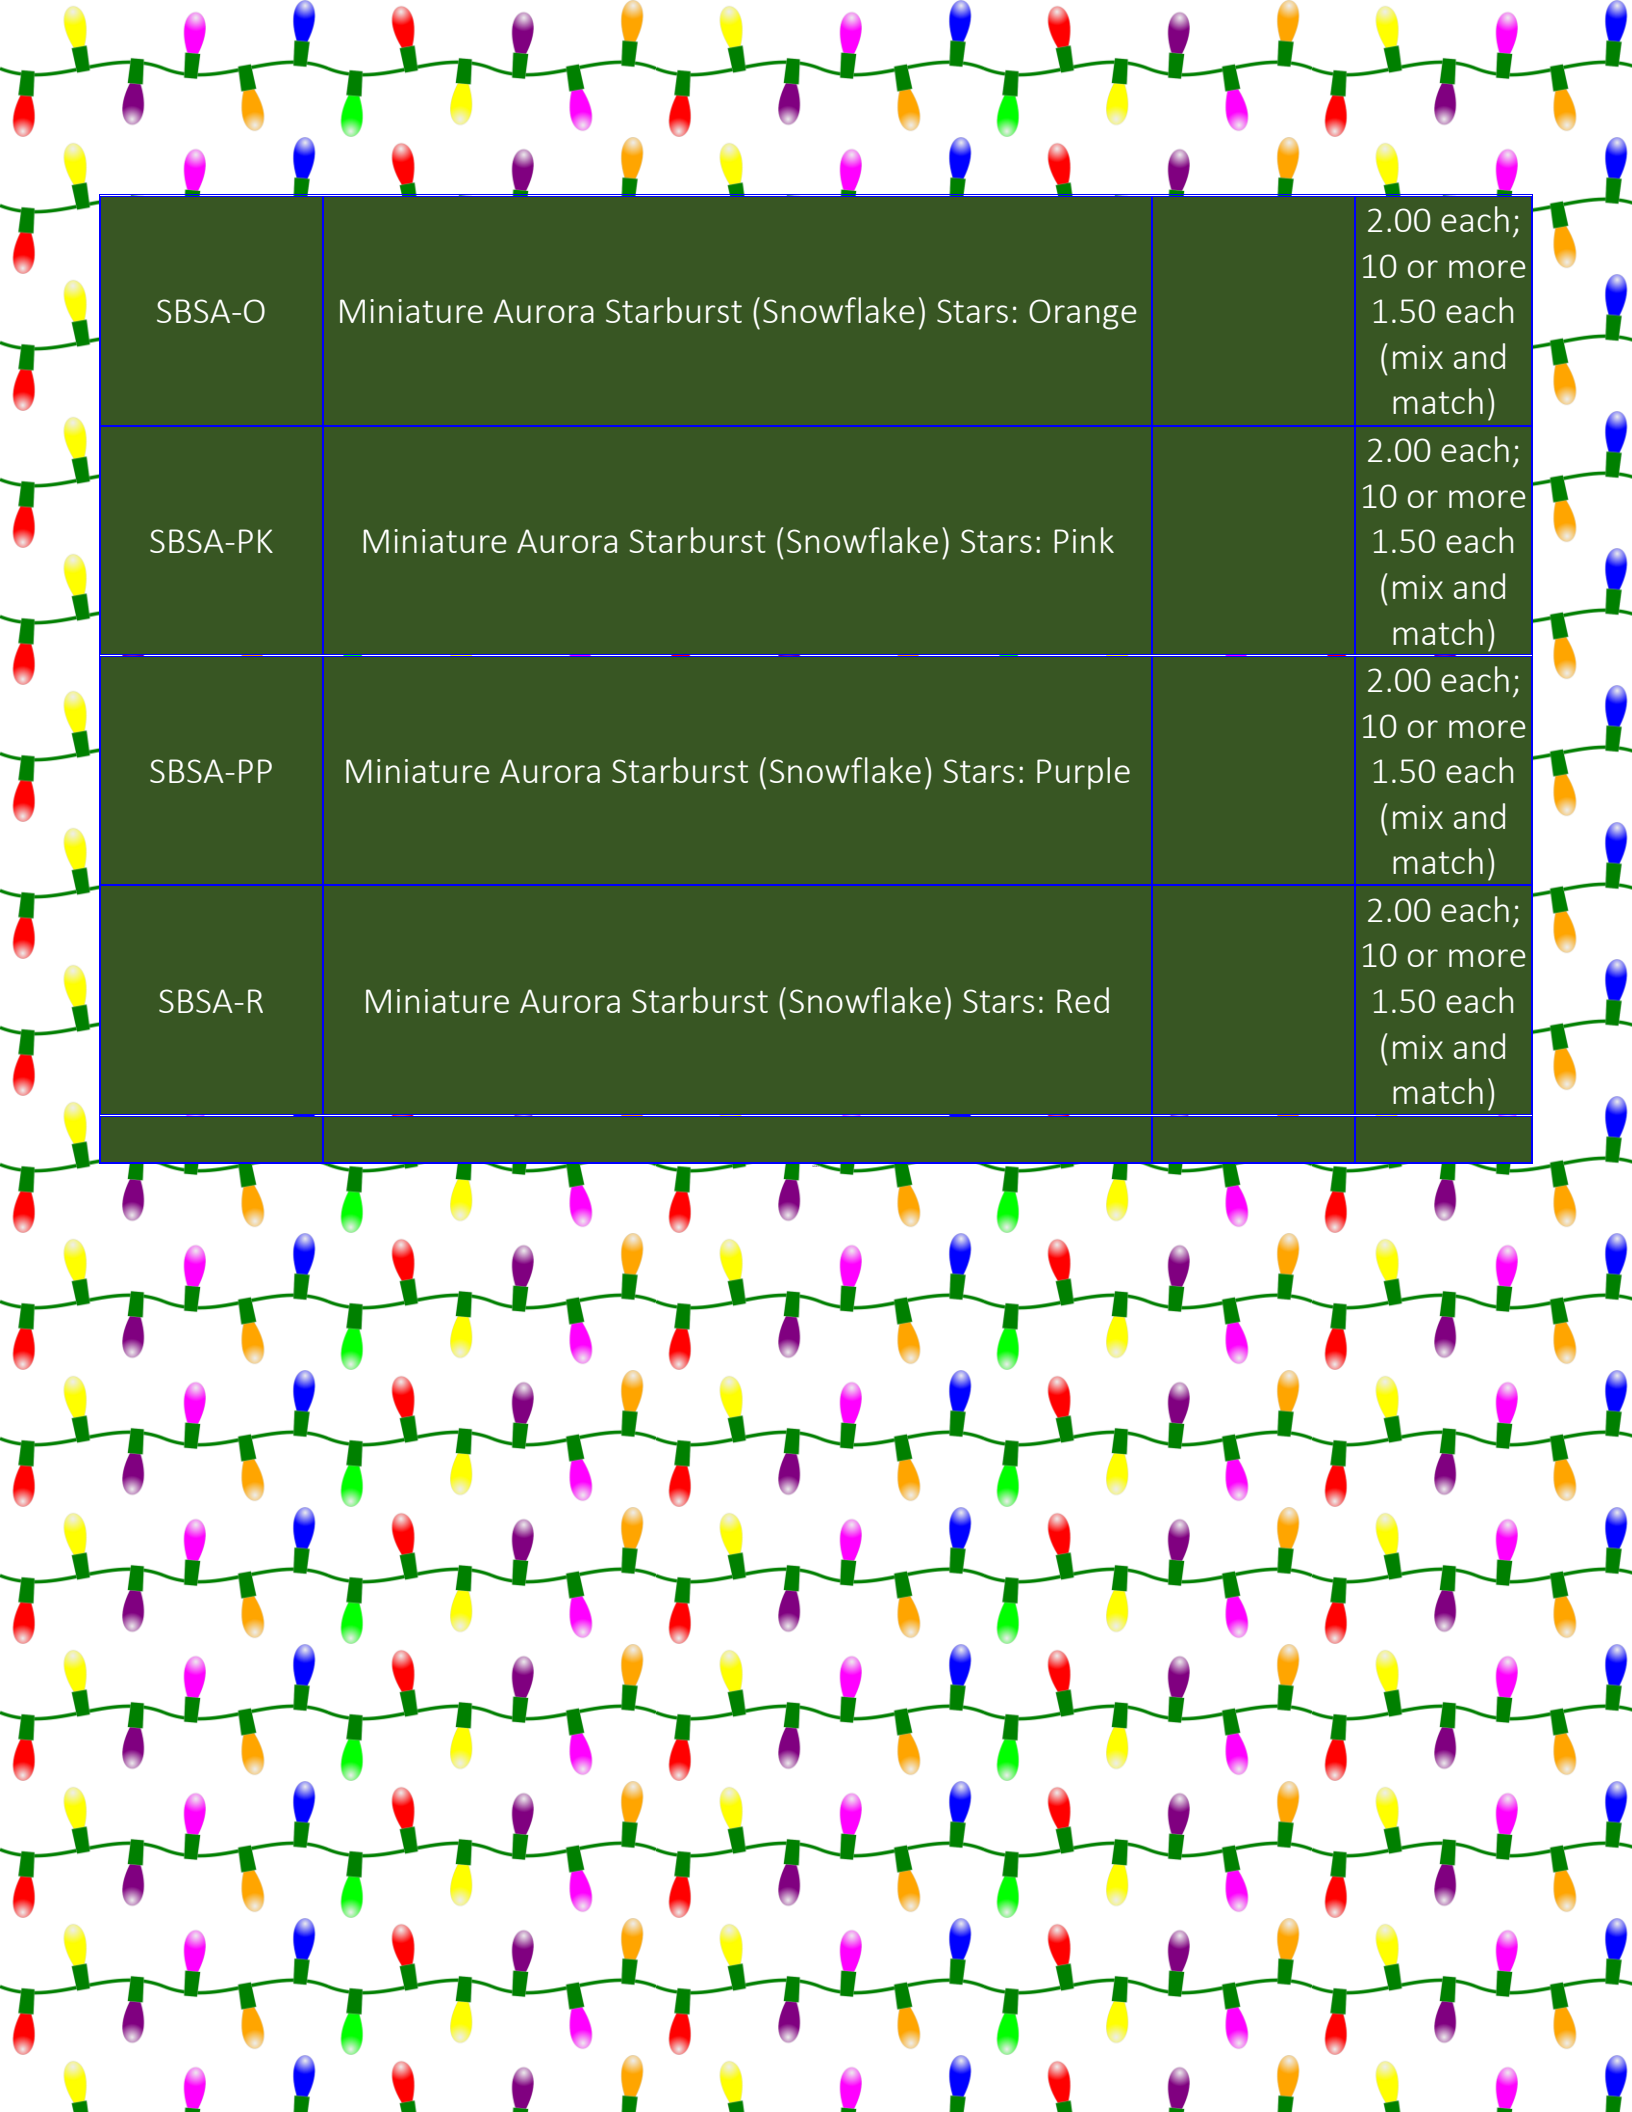 SBSA-O
Miniature Aurora Starburst (Snowflake) Stars: Orange
2.00 each;
10 or more
1.50 each
(mix and
match)
SBSA-PK
Miniature Aurora Starburst (Snowflake) Stars: Pink
2.00 each;
10 or more
1.50 each
(mix and
match)
SBSA-PP
Miniature Aurora Starburst (Snowflake) Stars: Purple
2.00 each;
10 or more
1.50 each
(mix and
match)
SBSA-R
Miniature Aurora Starburst (Snowflake) Stars: Red
2.00 each;
10 or more
1.50 each
(mix and
match)